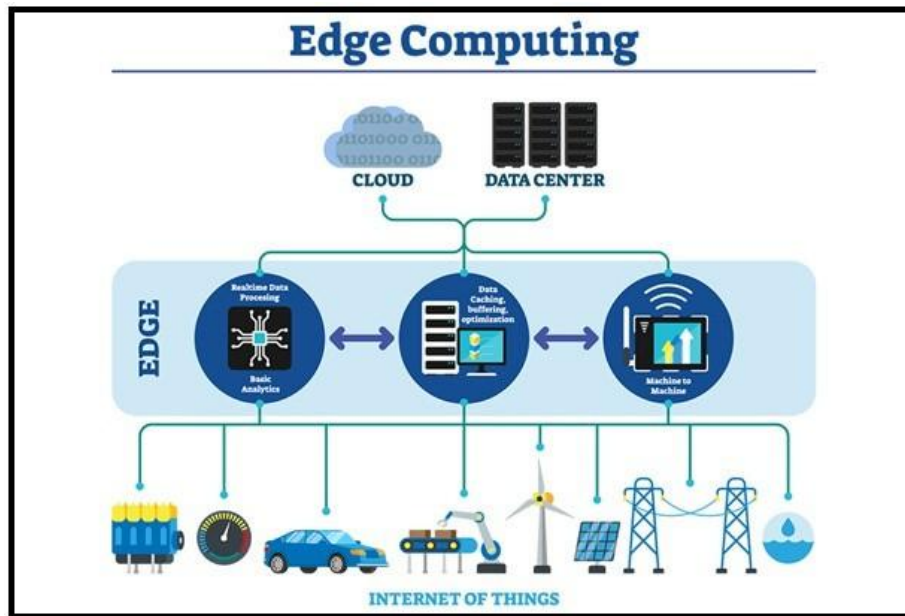 Edge Computing
CLOUD
DATA CENTER
EDGE
Realtime Data
Procesing
Basic
Analytics
Data
Caching,
buffering,
optimization
Machine to
Machine
INTERNET OF THINGS